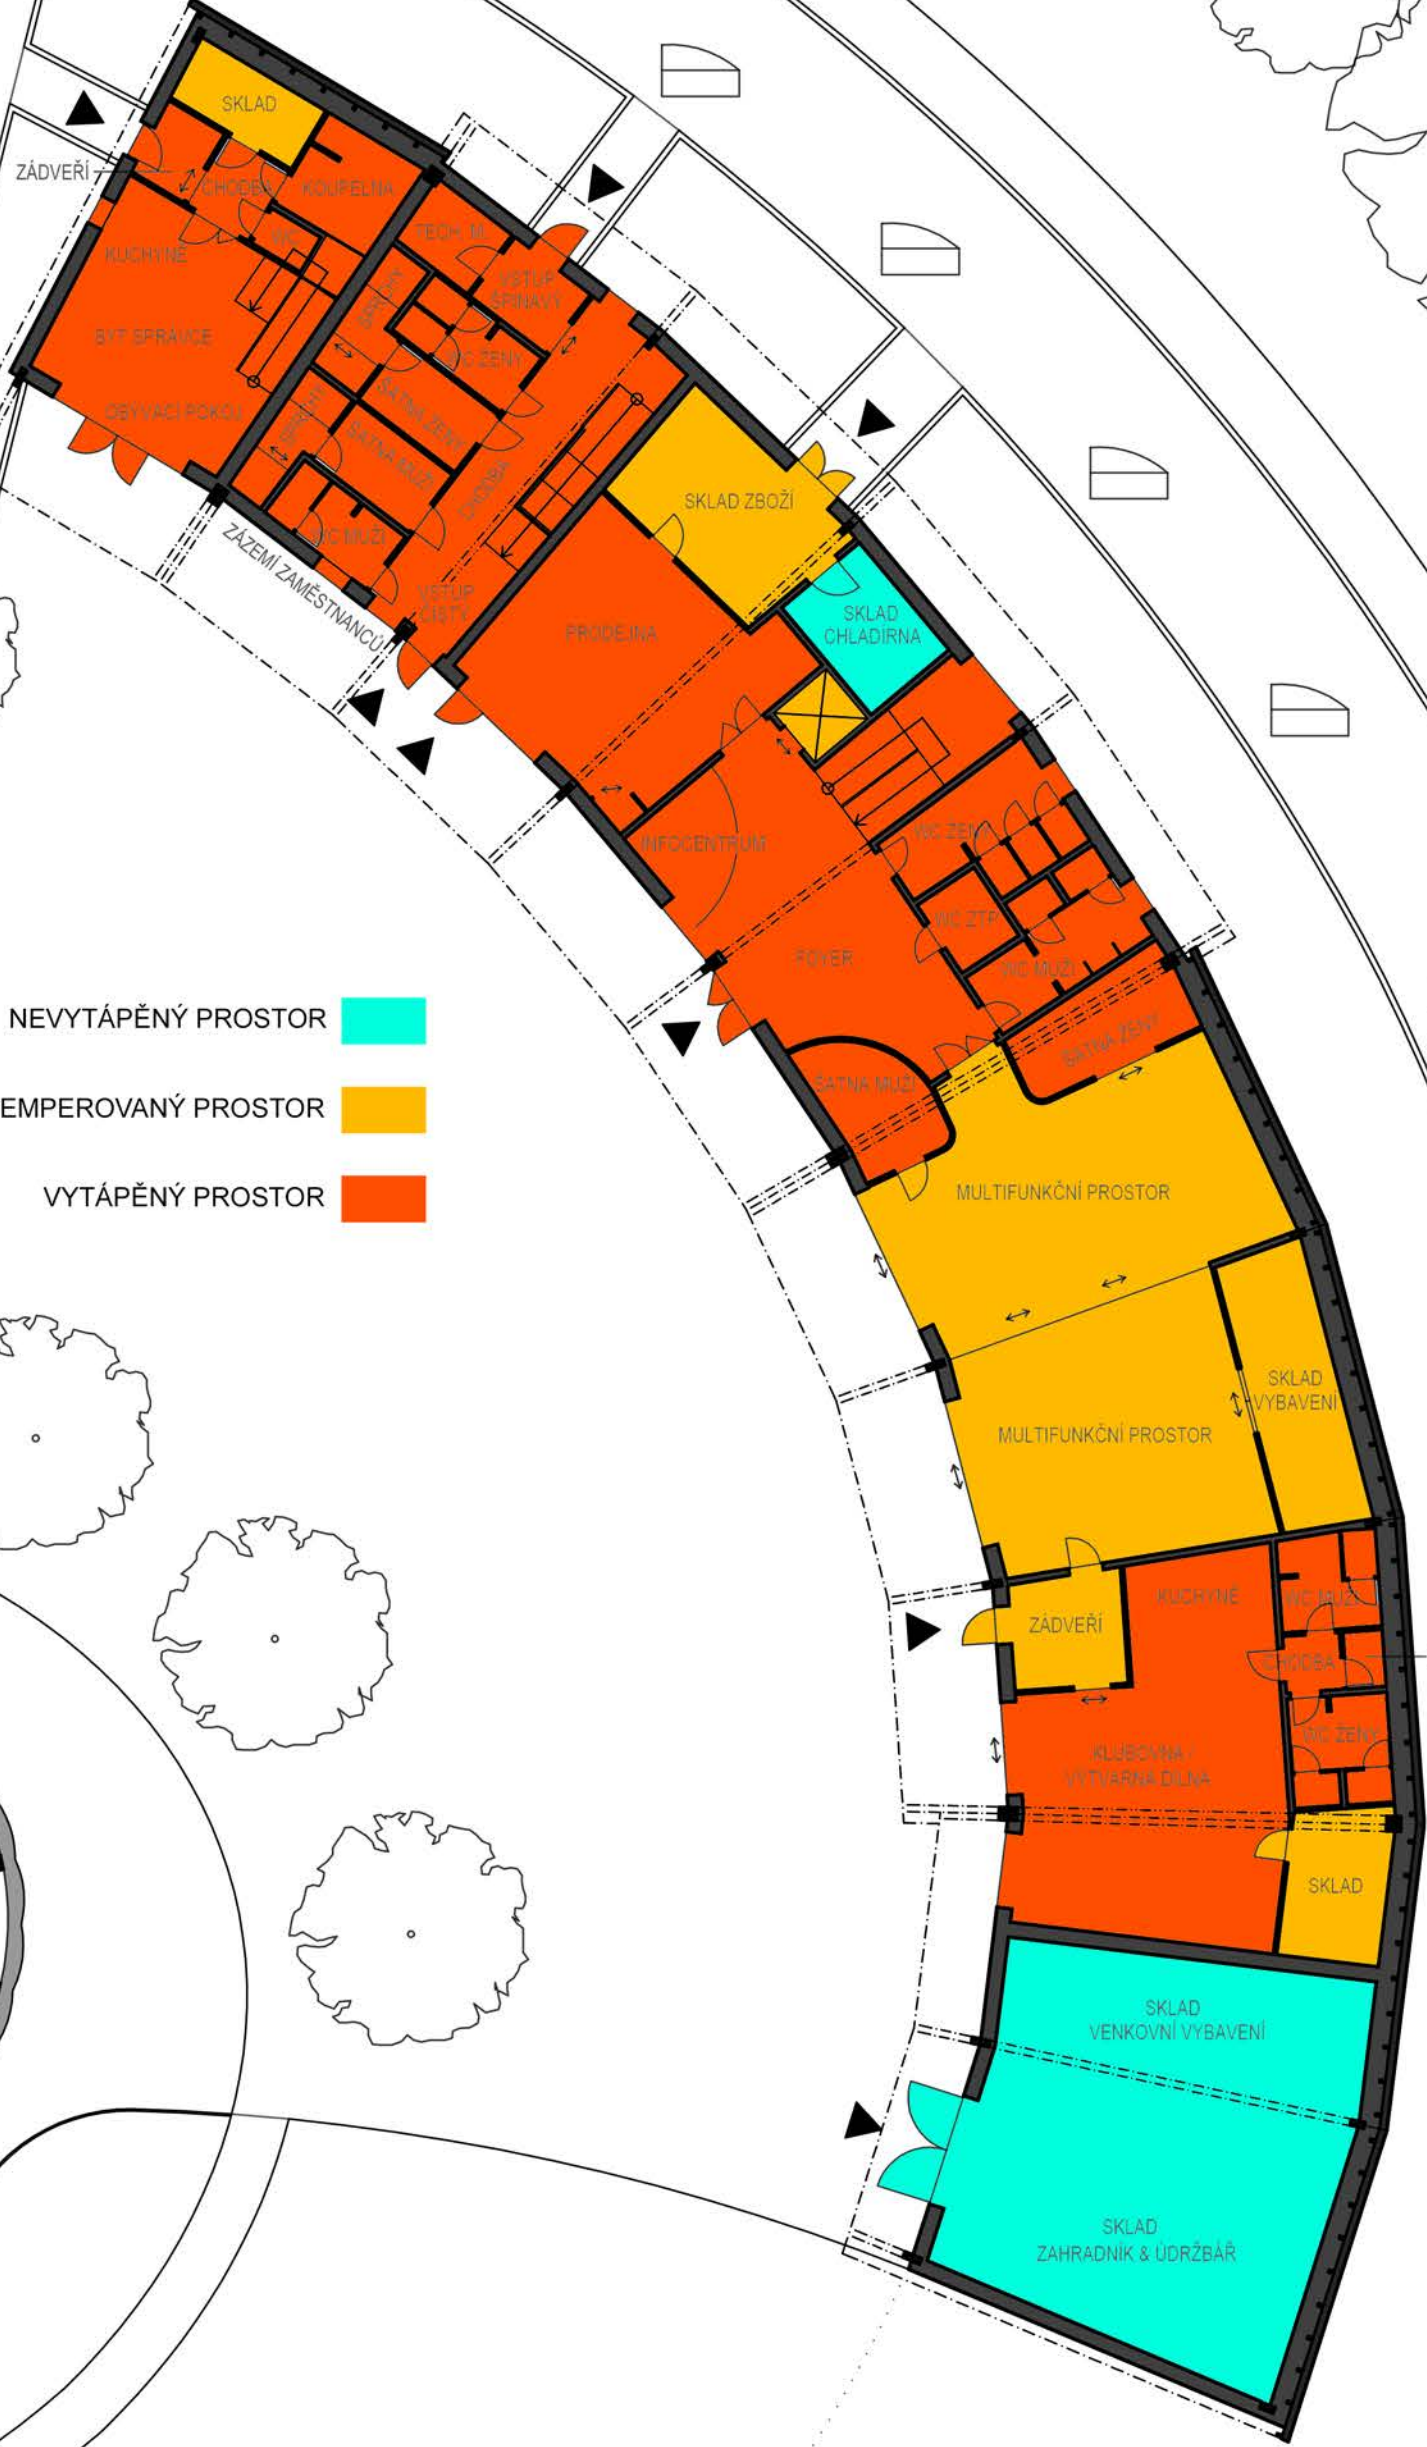 SKLAD
ZÁDVEŘÍ
CHODBA
KOUPELNA
WC
KUCHYNĚ
BYT SPRÁVCE
OBÝVACÍ POKOJ
TECH. M.
VSTUP
ŠPINAVÝ
SPRCHY
WC ŽENY
ŠATNA ŽENY
SPRCHY
ŠATNA MUŽI
CHODBA
WC MUŽI
ZÁZEMÍ ZAMĚSTNANCŮ
VSTUP
ČISTÝ
SKLAD ZBOŽÍ
PRODEJNA
SKLAD
CHLADÍRNA
INFOCENTRUM
WC ŽENY
WC ZTP
FOYER
WC MUŽI
ŠATNA ŽENY
ŠATNA MUŽI
NEVYTÁPĚNÝ PROSTOR
EMPEROVANÝ PROSTOR
VYTÁPĚNÝ PROSTOR
MULTIFUNKČNÍ PROSTOR
SKLAD
VYBAVENÍ
MULTIFUNKČNÍ PROSTOR
KUCHYNĚ
WC MUŽI
ZÁDVEŘÍ
CHODBA
WC ŽENY
KLUBOVNA /
VÝTVARNÁ DÍLNA
SKLAD
SKLAD
VENKOVNÍ VYBAVENÍ
SKLAD
ZAHRADNÍK & ÚDRŽBÁŘ